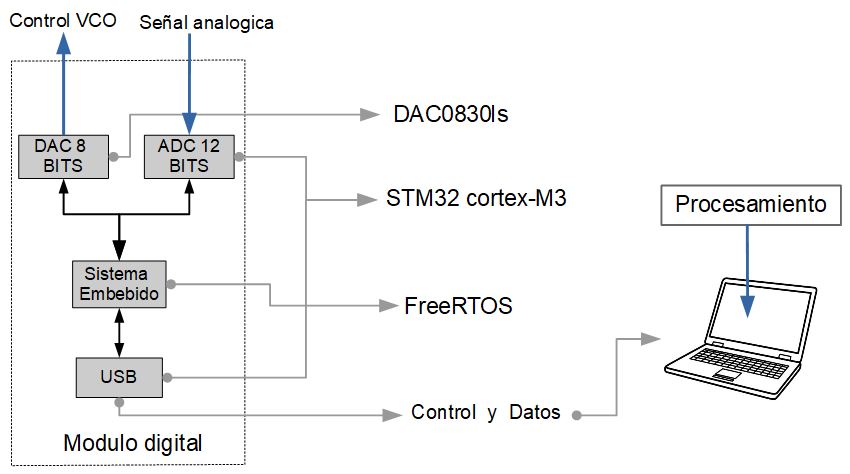 Control VCO
Señal analogica
DAC 8
BITS
ADC 12
BITS
DAC0830ls
STM32 cortex-M3
Procesamiento
Sistema
Embebido
FreeRTOS
USB
Control y Datos
Modulo digital